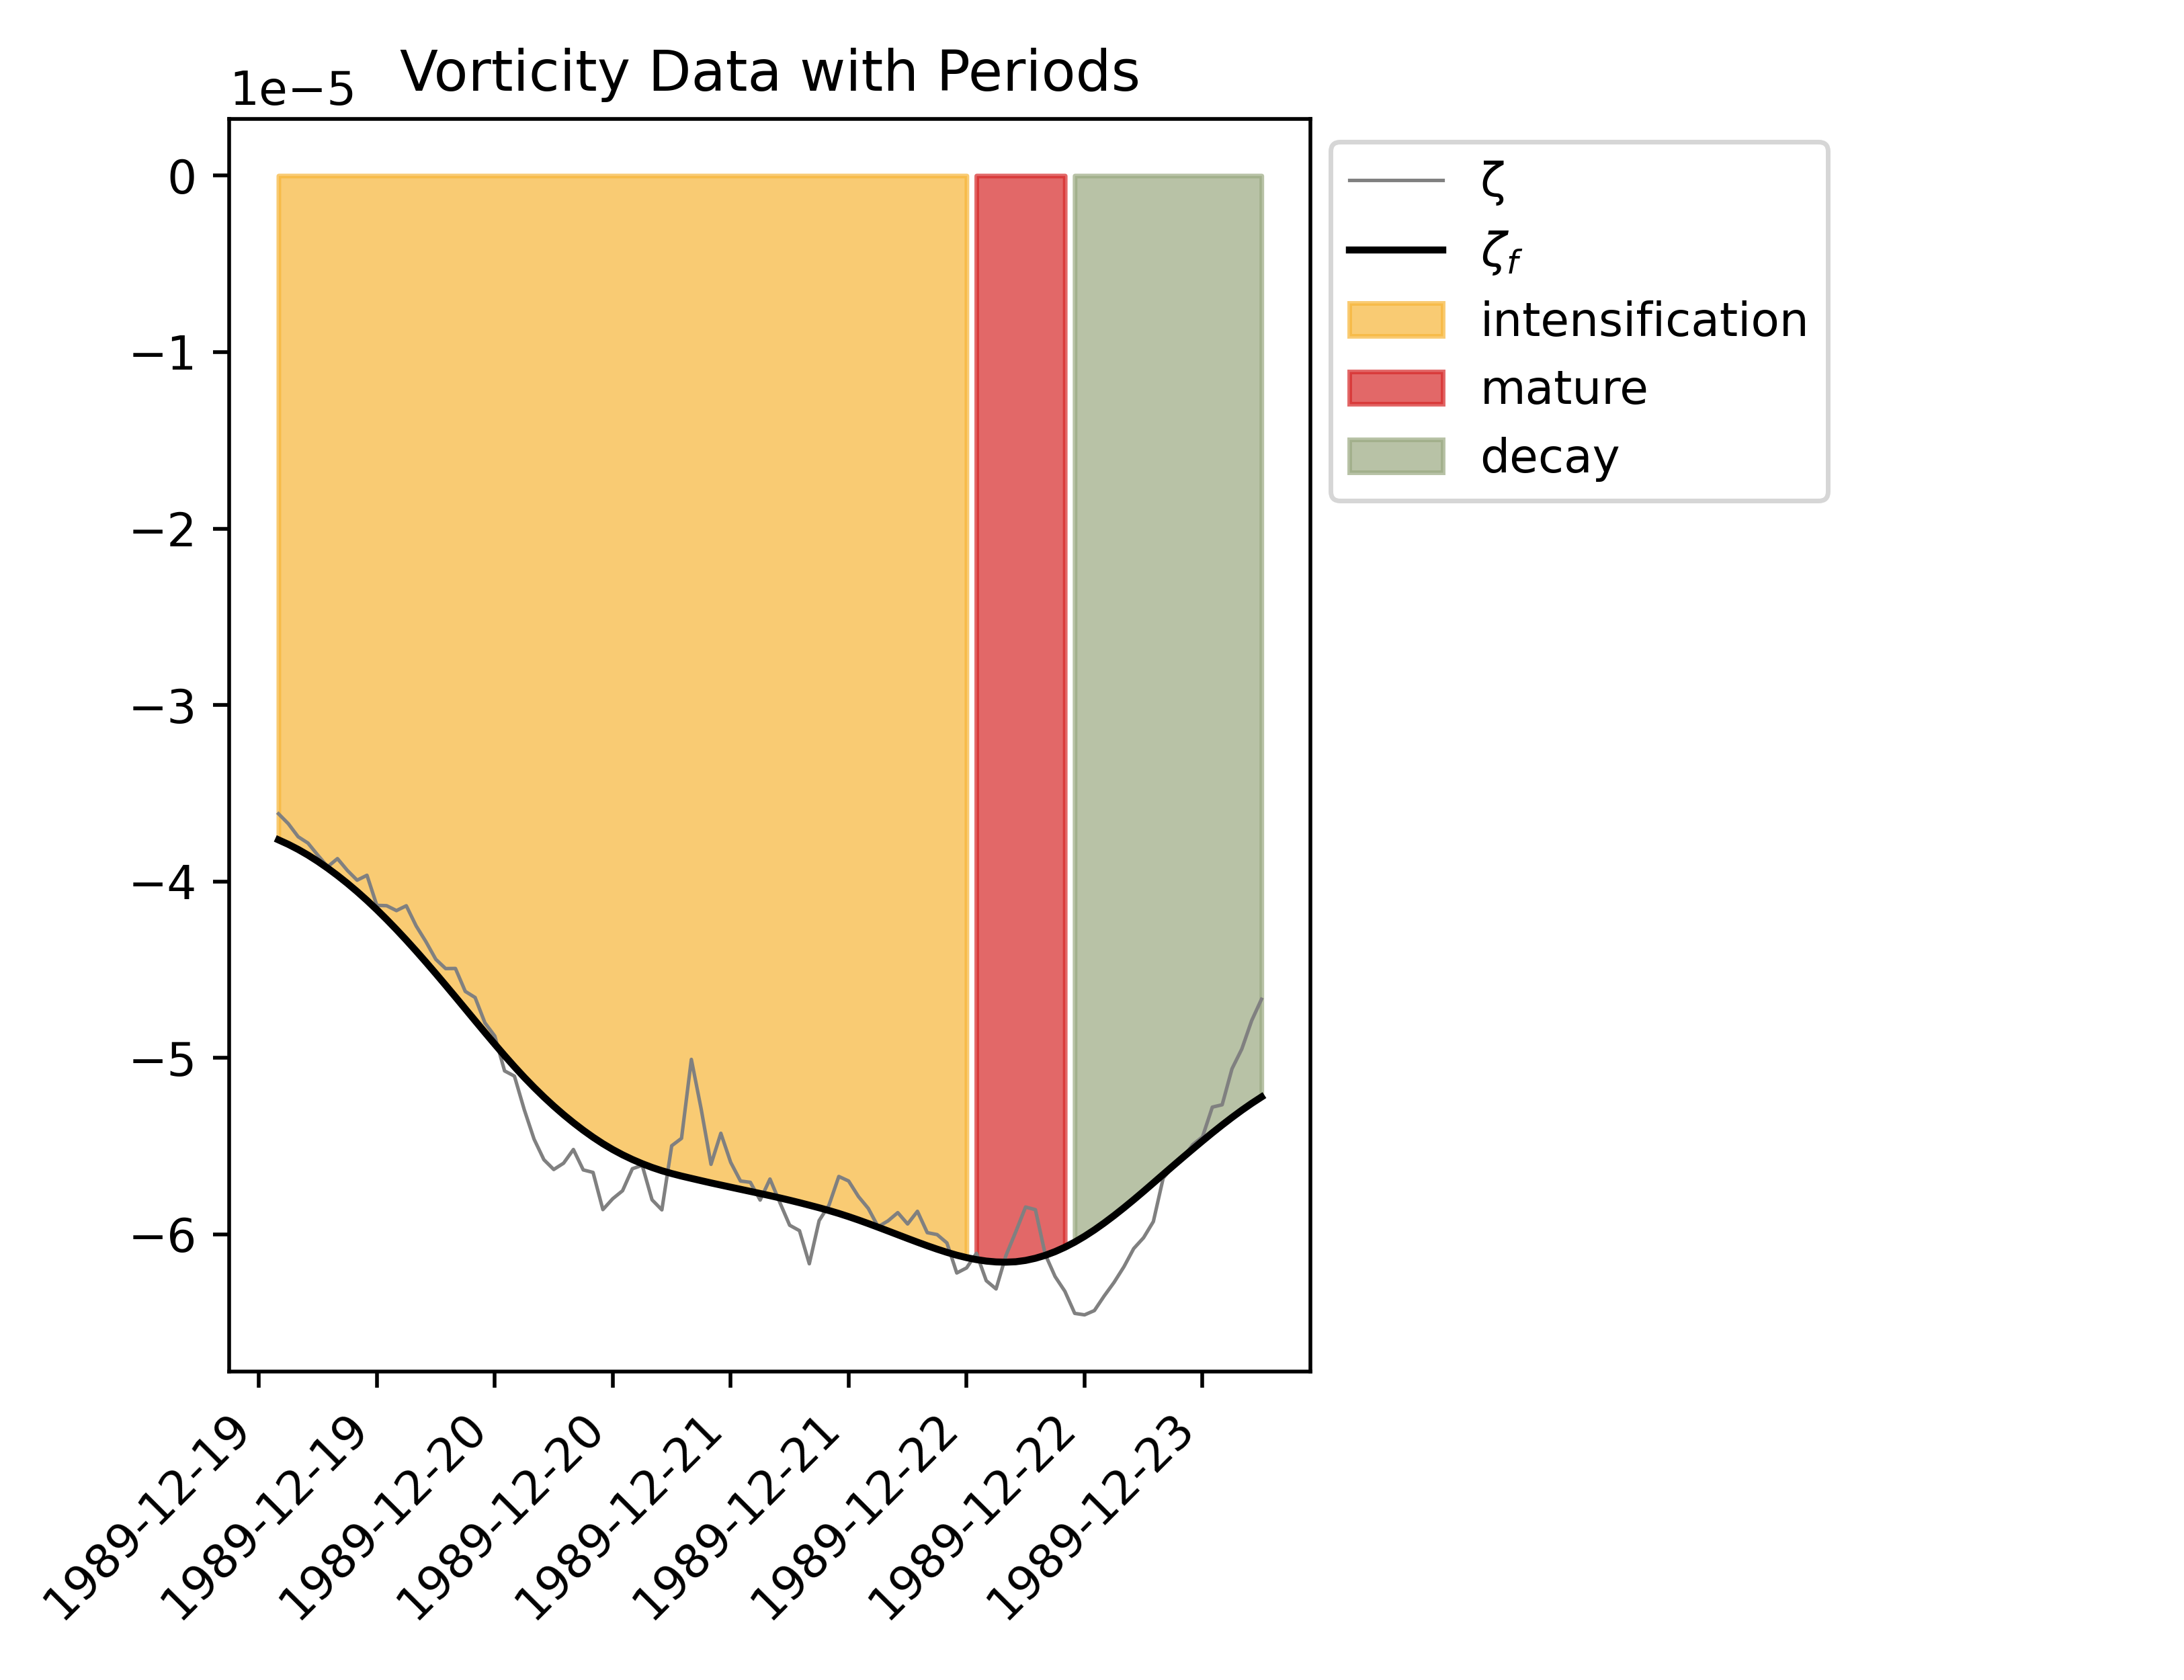 Vorticity Data with Periods
1e−5
0
−1
−2
−3
−4
−5
−6
1989-12-19
1989-12-19
1989-12-20
1989-12-20
1989-12-21
1989-12-21
1989-12-22
1989-12-22
1989-12-23
ζ
ζf
intensification
mature
decay